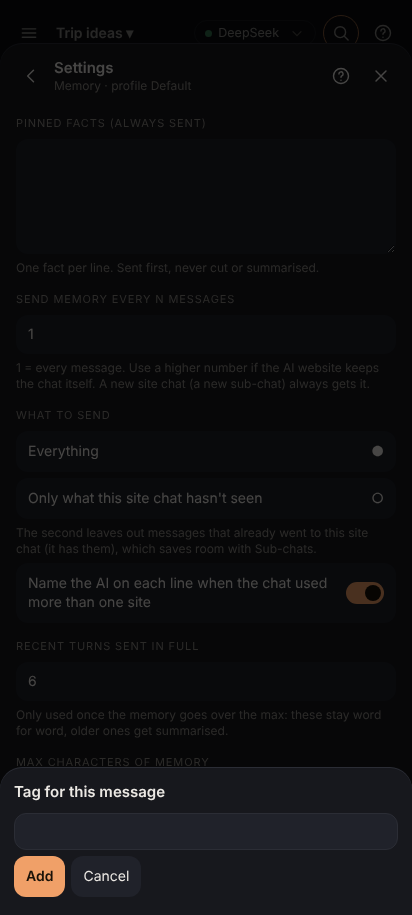 Trip ideas ▾
DeepSeek
Settings
Memory · profile Default
PINNED FACTS (ALWAYS SENT)
One fact per line. Sent first, never cut or summarised.
SEND MEMORY EVERY N MESSAGES
1
1 = every message. Use a higher number if the AI website keeps
the chat itself. A new site chat (a new sub-chat) always gets it.
WHAT TO SEND
Everything
Only what this site chat hasn't seen
The second leaves out messages that already went to this site
chat (it has them), which saves room with Sub-chats.
Name the AI on each line when the chat used
more than one site
RECENT TURNS SENT IN FULL
6
Only used once the memory goes over the max: these stay word
for word, older ones get summarised.
MAX CHARACTERS OF MEMORY
Tag for this message
Add
Cancel